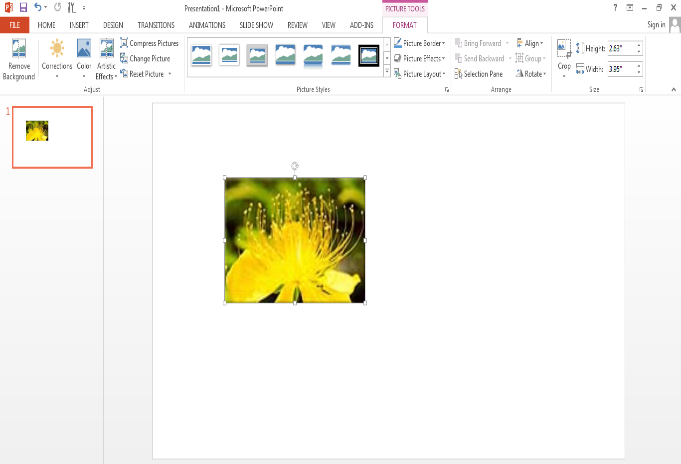 Presentation1 - Microsoft PowerPoint
PICTURE TOOLS
?
FILE HOME INSERT DESIGN TRANSITIONS ANIMATIONS SLIDE SHOW REVIEW VIEW ADD-INS FORMAT Sign in
Remove Background
Corrections
Color
Artistic Effects
Compress Pictures
Change Picture
Reset Picture
Adjust
Picture Styles
Picture Border
Picture Effects
Picture Layout
Bring Forward
Send Backward
Selection Pane
Align
Group
Rotate
Arrange
Crop
Height: 2.63"
Width: 3.95"
Size
1